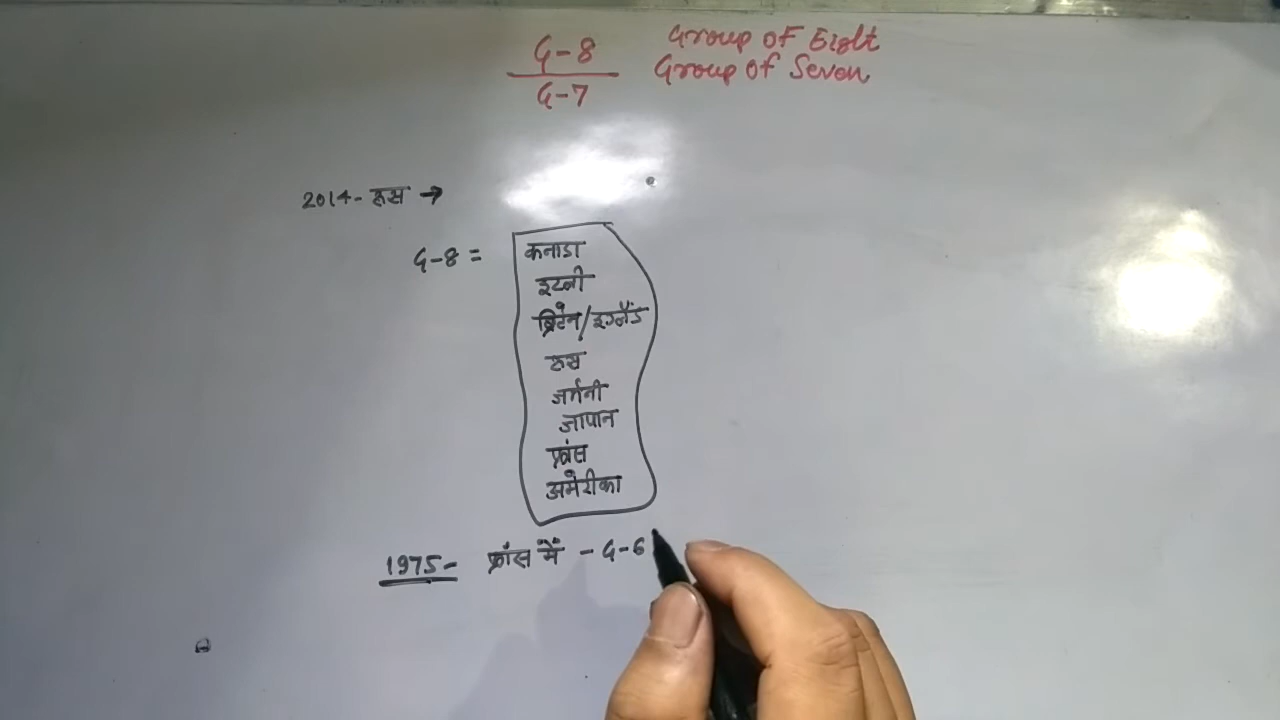 G-8 Group of Eight
G-7 Group of Seven
2014- रूस →
G-8 =
कनाडा
इटली
ब्रिटेन/इंग्लैंड
रूस
जर्मनी
जापान
फ्रांस
अमेरीका
1975- फ्रांस में - G-6